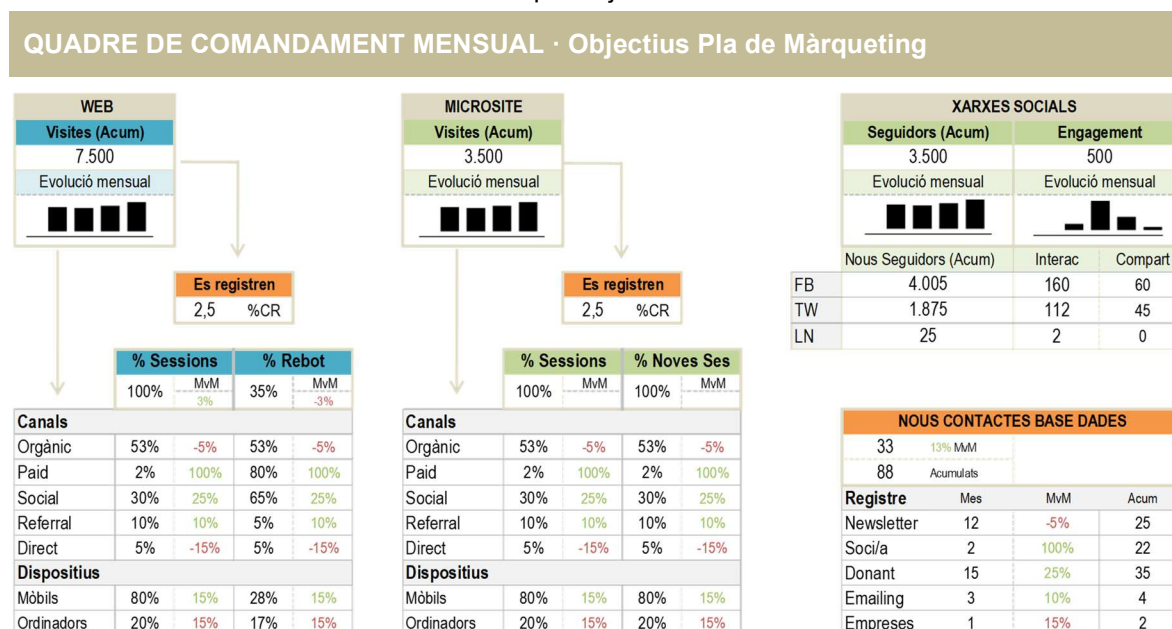 QUADRE DE COMANDAMENT MENSUAL · Objectius Pla de Màrqueting
WEB
Visites (Acum)
7.500
Evolució mensual
Es registren
2,5 %CR
% Sessions % Rebot
100% MvM 3% 35% MvM -3%
Canals
Orgànic 53% -5% 53% -5%
Paid 2% 100% 80% 100%
Social 30% 25% 65% 25%
Referral 10% 10% 5% 10%
Direct 5% -15% 5% -15%
Dispositius
Mòbils 80% 15% 28% 15%
Ordinadors 20% 15% 17% 15%
MICROSITE
Visites (Acum)
3.500
Evolució mensual
Es registren
2,5 %CR
% Sessions % Noves Ses
100% MvM 100% MvM
Canals
Orgànic 53% -5% 53% -5%
Paid 2% 100% 2% 100%
Social 30% 25% 30% 25%
Referral 10% 10% 10% 10%
Direct 5% -15% 5% -15%
Dispositius
Mòbils 80% 15% 80% 15%
Ordinadors 20% 15% 20% 15%
XARXES SOCIALS
Seguidors (Acum) Engagement
3.500 500
Evolució mensual Evolució mensual
Nous Seguidors (Acum) Interac Compart
FB 4.005 160 60
TW 1.875 112 45
LN 25 2 0
NOUS CONTACTES BASE DADES
33 13% MvM
88 Acumulats
Registre Mes MvM Acum
Newsletter 12 -5% 25
Soci/a 2 100% 22
Donant 15 25% 35
Emailing 3 10% 4
Empreses 1 15% 2